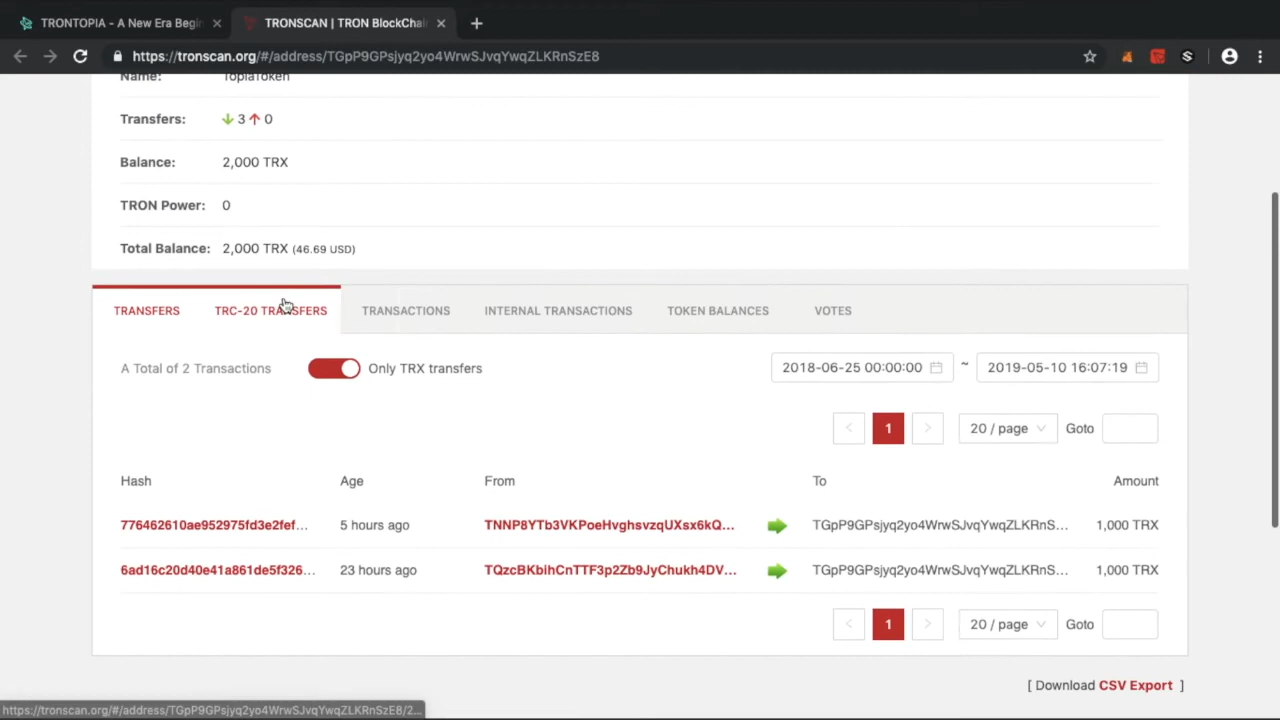 TRONTOPIA - A New Era Begin
TRONSCAN | TRON BlockChai
https://tronscan.org/#/address/TGpP9GPsjyq2yo4WrwSJvqYwqZLKRnSzE8
Name: TopiaToken
Transfers: 3 0
Balance: 2,000 TRX
TRON Power: 0
Total Balance: 2,000 TRX (46.69 USD)
TRANSFERS TRC-20 TRANSFERS TRANSACTIONS INTERNAL TRANSACTIONS TOKEN BALANCES VOTES
A Total of 2 Transactions Only TRX transfers 2018-06-25 00:00:00 ~ 2019-05-10 16:07:19
< 1 > 20 / page Goto
Hash Age From To Amount
776462610ae952975fd3e2fef... 5 hours ago TNNP8YTb3VKPoeHvghsvzqUXsx6kQ... TGpP9GPsjyq2yo4WrwSJvqYwqZLKRnS... 1,000 TRX
6ad16c20d40e41a861de5f326... 23 hours ago TQzcBKbihCnTTF3p2Zb9JyChukh4DV... TGpP9GPsjyq2yo4WrwSJvqYwqZLKRnS... 1,000 TRX
< 1 > 20 / page Goto
[ Download CSV Export ]
https://tronscan.org/#/address/TGpP9GPsjyq2yo4WrwSJvqYwqZLKRnSzE8/2...